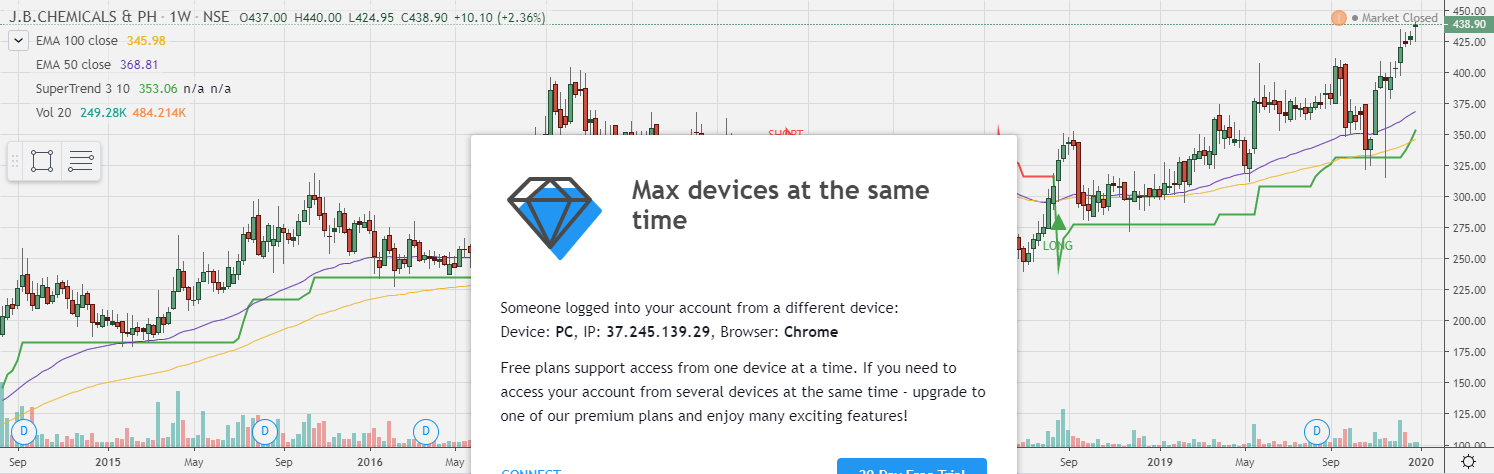 J.B.CHEMICALS & PH · 1W · NSE O437.00 H440.00 L424.95 C438.90 +10.10 (+2.36%)
Market Closed
EMA 100 close 345.98
EMA 50 close 368.81
SuperTrend 3 10 353.06 n/a n/a
Vol 20 249.28K 484.214K
450.00
438.90
425.00
400.00
375.00
350.00
325.00
300.00
275.00
250.00
225.00
200.00
175.00
150.00
125.00
100.00
SHORT
LONG
Max devices at the same
time
Someone logged into your account from a different device:
Device: PC, IP: 37.245.139.29, Browser: Chrome
Free plans support access from one device at a time. If you need to
access your account from several devices at the same time - upgrade to
one of our premium plans and enjoy many exciting features!
CONNECT
30-Day Free Trial
D D D D
Sep 2015 May Sep 2016 May Sep 2019 May Sep 2020